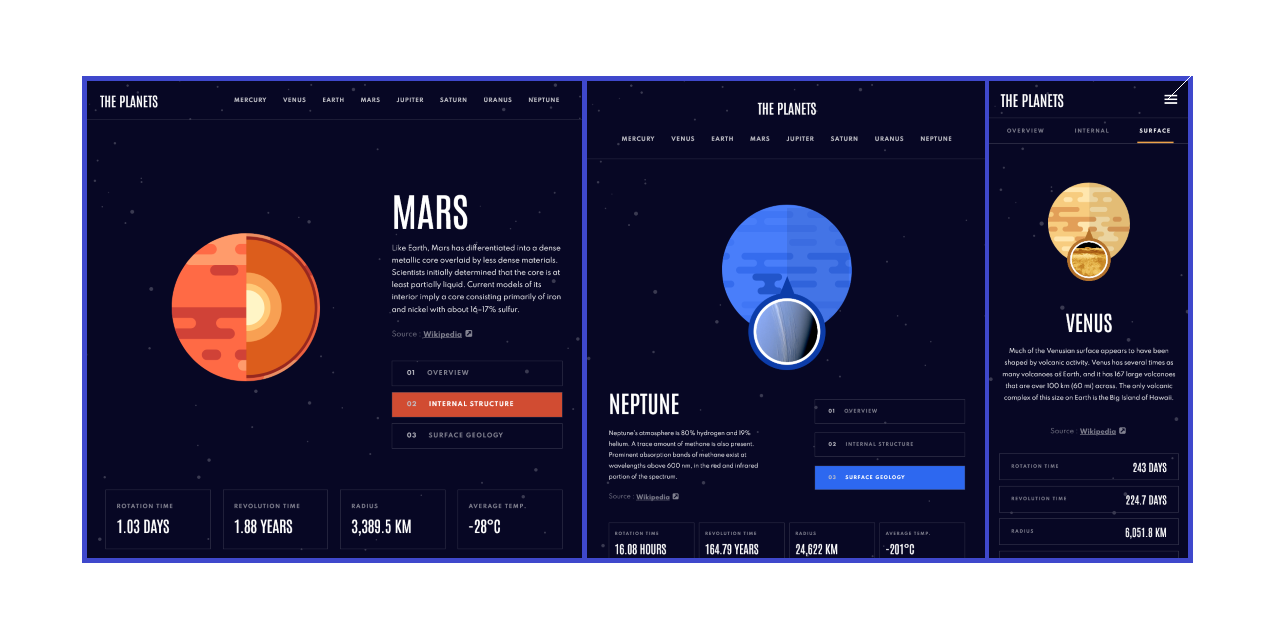 THE PLANETS
MERCURY VENUS EARTH MARS JUPITER SATURN URANUS NEPTUNE
MARS
Like Earth, Mars has differentiated into a dense
metallic core overlaid by less dense materials.
Scientists initially determined that the core is at
least partially liquid. Current models of its
interior imply a core consisting primarily of iron
and nickel with about 16-17% sulfur.
Source : Wikipedia
01 OVERVIEW
02 INTERNAL STRUCTURE
03 SURFACE GEOLOGY
ROTATION TIME
1.03 DAYS
REVOLUTION TIME
1.88 YEARS
RADIUS
3,389.5 KM
AVERAGE TEMP.
-28°C
THE PLANETS
MERCURY VENUS EARTH MARS JUPITER SATURN URANUS NEPTUNE
NEPTUNE
Neptune's atmosphere is 80% hydrogen and 19%
helium. A trace amount of methane is also present.
Prominent absorption bands of methane exist at
wavelengths above 600 nm, in the red and infrared
portion of the spectrum.
Source : Wikipedia
01 OVERVIEW
02 INTERNAL STRUCTURE
03 SURFACE GEOLOGY
ROTATION TIME
16.08 HOURS
REVOLUTION TIME
164.79 YEARS
RADIUS
24,622 KM
AVERAGE TEMP.
-201°C
THE PLANETS
OVERVIEW INTERNAL SURFACE
VENUS
Much of the Venusian surface appears to have been
shaped by volcanic activity. Venus has several times as
many volcanoes as Earth, and it has 167 large volcanoes
that are over 100 km (60 mi) across. The only volcanic
complex of this size on Earth is the Big Island of Hawaii.
Source : Wikipedia
ROTATION TIME 243 DAYS
REVOLUTION TIME 224.7 DAYS
RADIUS 6,051.8 KM